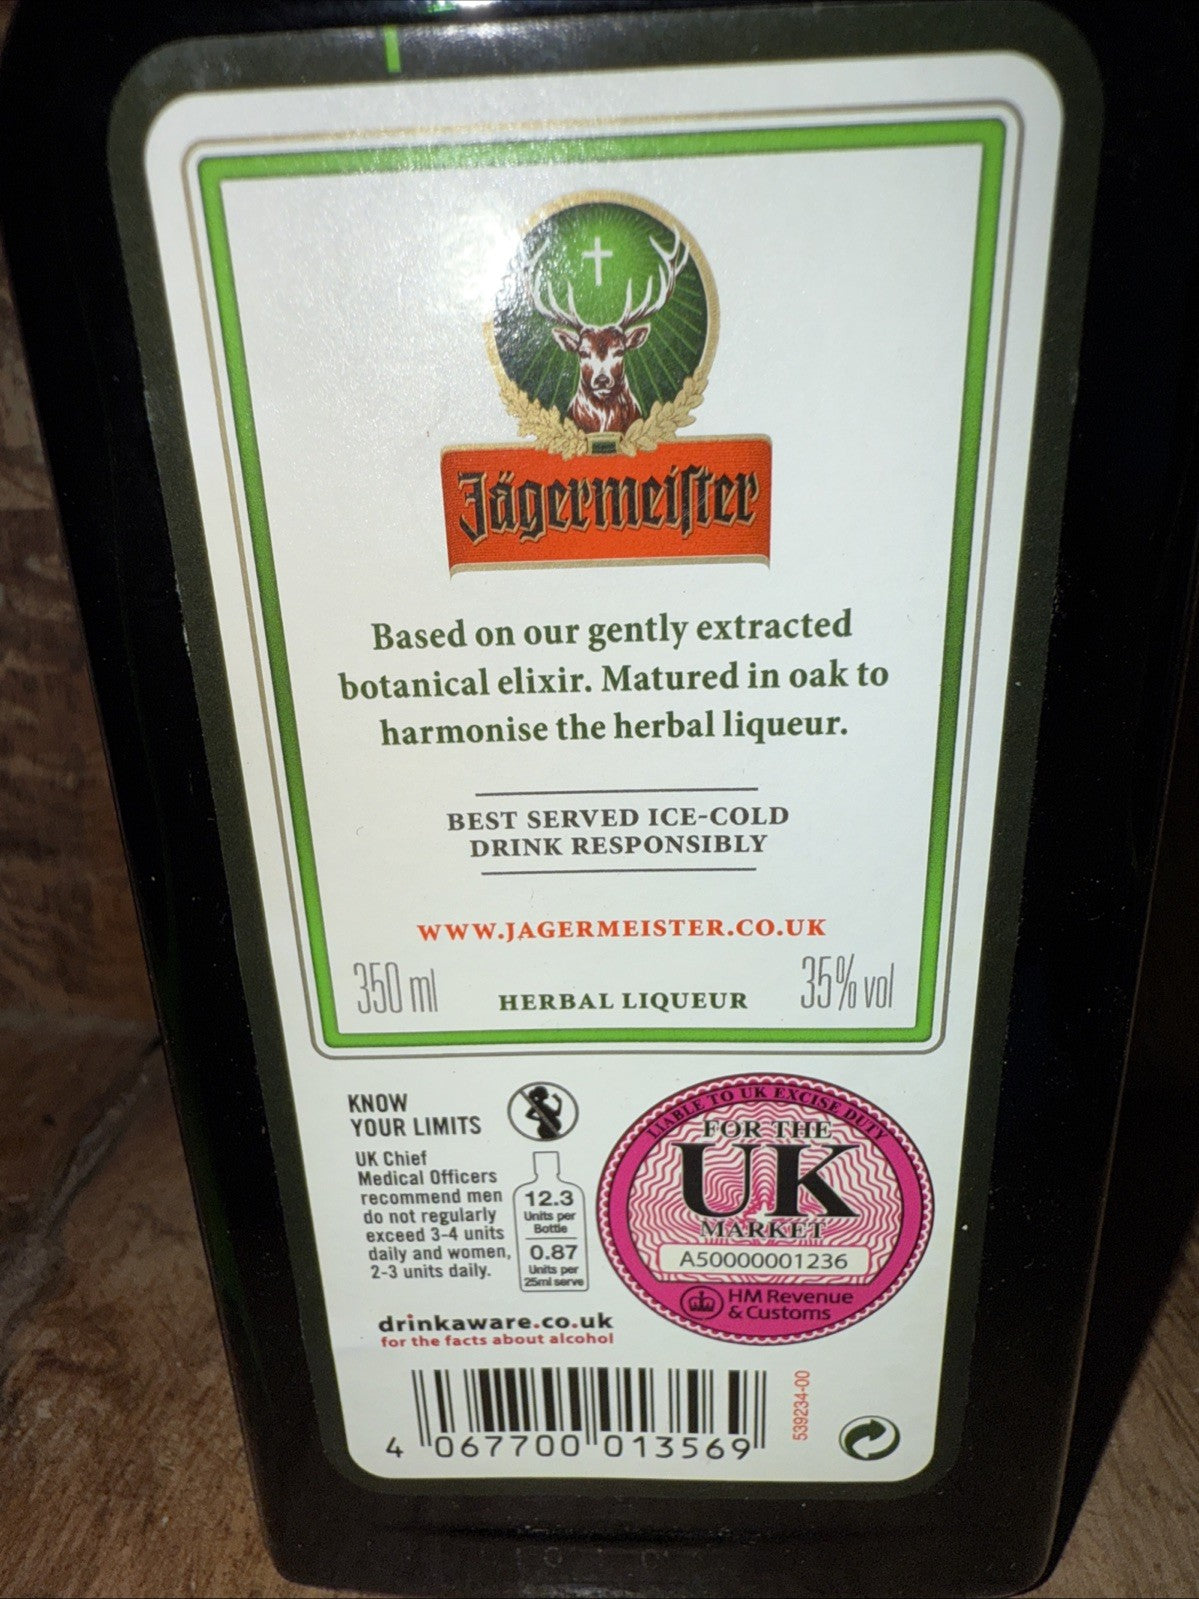 Jägermeiſter
Based on our gently extracted
botanical elixir. Matured in oak to
harmonise the herbal liqueur.
BEST SERVED ICE-COLD
DRINK RESPONSIBLY
WWW.JAGERMEISTER.CO.UK
350 ml
HERBAL LIQUEUR
35% vol
KNOW
YOUR LIMITS
UK Chief
Medical Officers
recommend men
do not regularly
exceed 3-4 units
daily and women,
2-3 units daily.
12.3
Units per
Bottle
0.87
Units per
25ml serve
drinkaware.co.uk
for the facts about alcohol
LIABLE TO UK EXCISE DUTY
FOR THE
UK
MARKET
A50000001236
HM Revenue
& Customs
4 067700 013569
539234-00